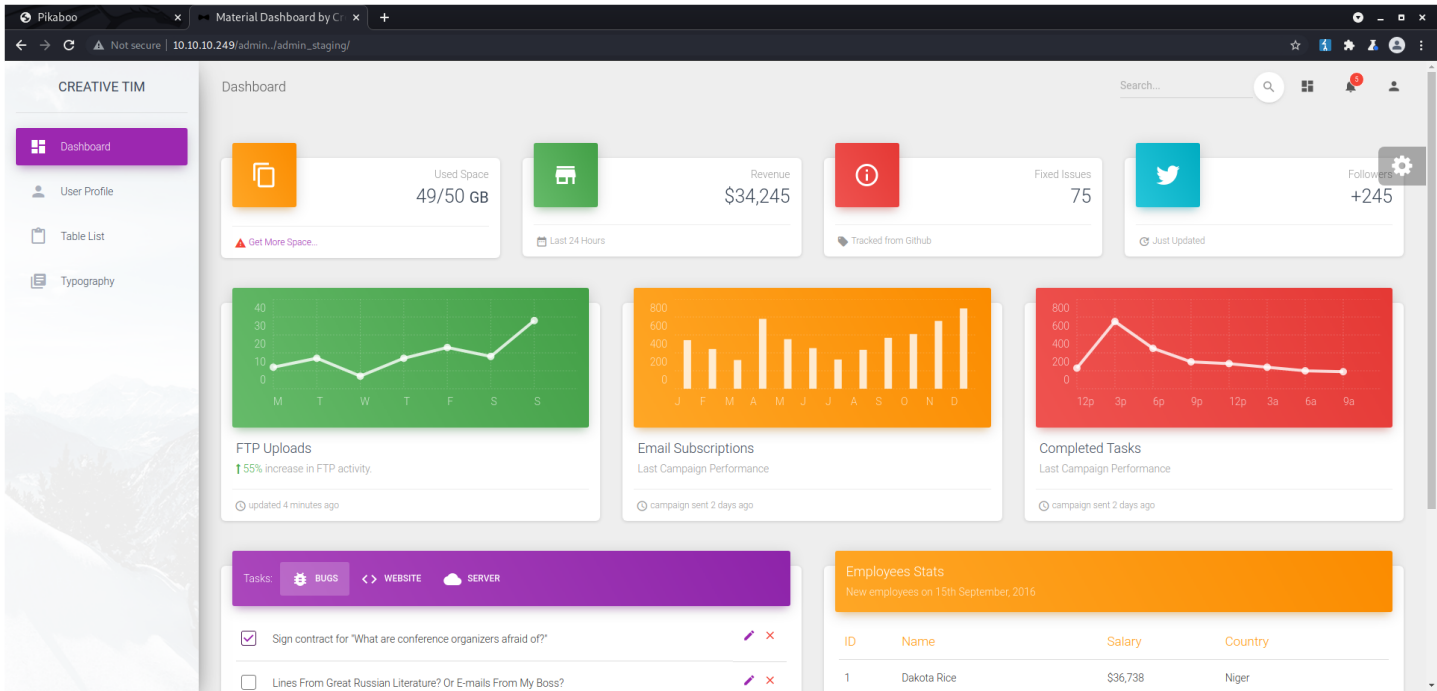 Pikaboo
Material Dashboard by Cr
Not secure | 10.10.10.249/admin../admin_staging/
CREATIVE TIM
Dashboard
User Profile
Table List
Typography
Dashboard
Search...
5
Used Space
49/50 GB
Get More Space...
Revenue
$34,245
Last 24 Hours
Fixed Issues
75
Tracked from Github
Followers
+245
Just Updated
40
30
20
10
0
M T W T F S S
FTP Uploads
55% increase in FTP activity.
updated 4 minutes ago
800
600
400
200
0
J F M A M J J A S O N D
Email Subscriptions
Last Campaign Performance
campaign sent 2 days ago
800
600
400
200
0
12p 3p 6p 9p 12p 3a 6a 9a
Completed Tasks
Last Campaign Performance
campaign sent 2 days ago
Tasks: BUGS WEBSITE SERVER
Sign contract for "What are conference organizers afraid of?"
Lines From Great Russian Literature? Or E-mails From My Boss?
Employees Stats
New employees on 15th September, 2016
ID Name Salary Country
1 Dakota Rice $36,738 Niger